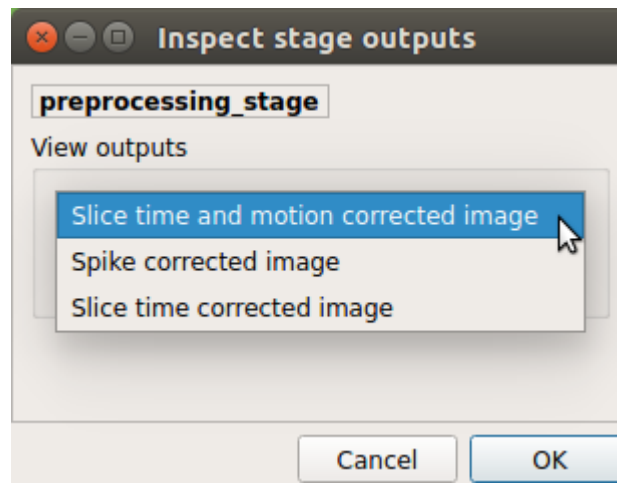 Inspect stage outputs
preprocessing_stage
View outputs
Slice time and motion corrected image
Spike corrected image
Slice time corrected image
Cancel OK